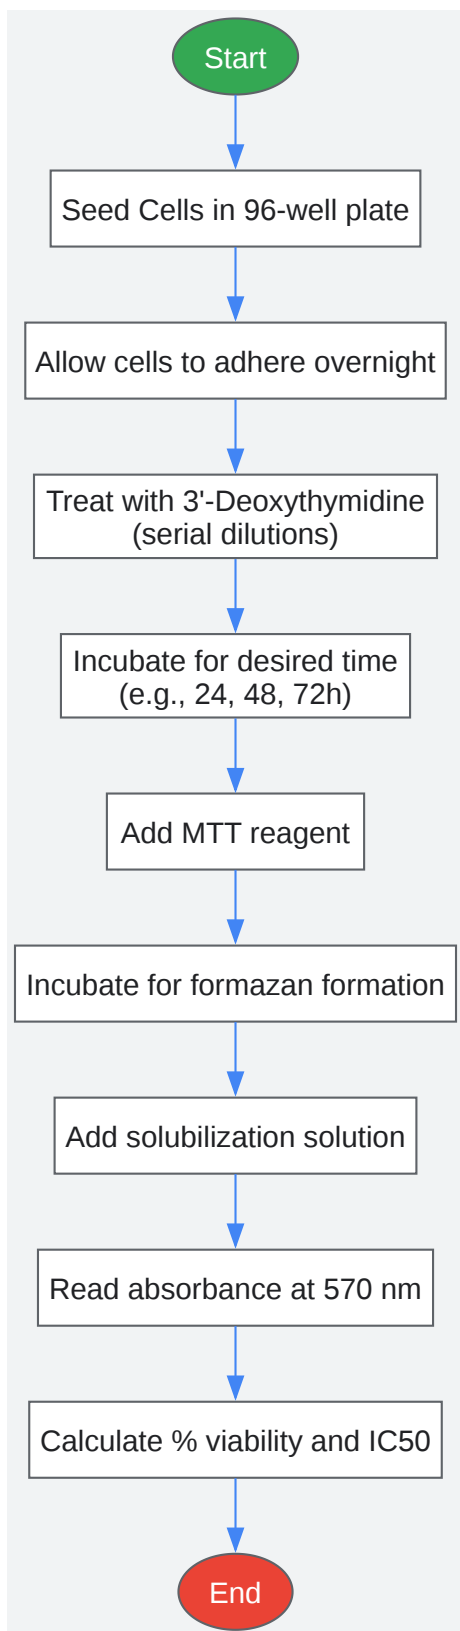 Start
Seed Cells in 96-well plate
Allow cells to adhere overnight
Treat with 3'-Deoxythymidine
(serial dilutions)
Incubate for desired time
(e.g., 24, 48, 72h)
Add MTT reagent
Incubate for formazan formation
Add solubilization solution
Read absorbance at 570 nm
Calculate % viability and IC50
End